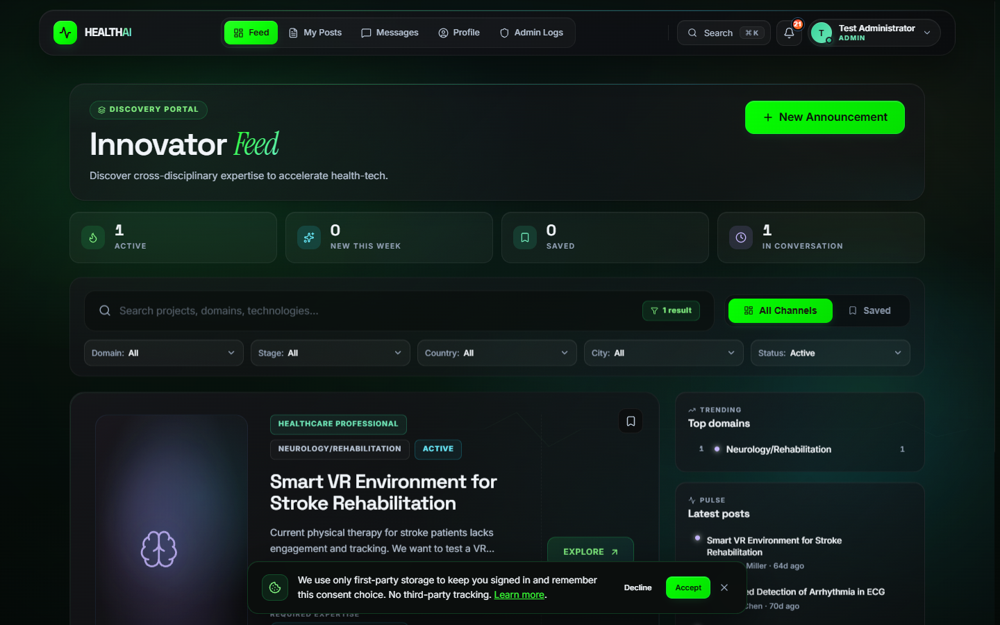 HEALTHAI
Feed
My Posts
Messages
Profile
Admin Logs
Search
⌘ K
21
T
Test Administrator
ADMIN
DISCOVERY PORTAL
Innovator Feed
Discover cross-disciplinary expertise to accelerate health-tech.
+ New Announcement
1
ACTIVE
0
NEW THIS WEEK
0
SAVED
1
IN CONVERSATION
Search projects, domains, technologies...
1 result
All Channels
Saved
Domain: All
Stage: All
Country: All
City: All
Status: Active
HEALTHCARE PROFESSIONAL
NEUROLOGY/REHABILITATION
ACTIVE
Smart VR Environment for
Stroke Rehabilitation
Current physical therapy for stroke patients lacks
engagement and tracking. We want to test a VR...
EXPLORE
REQUIRED EXPERTISE
TRENDING
Top domains
1 Neurology/Rehabilitation 1
PULSE
Latest posts
Smart VR Environment for Stroke
Rehabilitation
Miller · 64d ago
ed Detection of Arrhythmia in ECG
Chen · 70d ago
We use only first-party storage to keep you signed in and remember
this consent choice. No third-party tracking. Learn more.
Decline
Accept